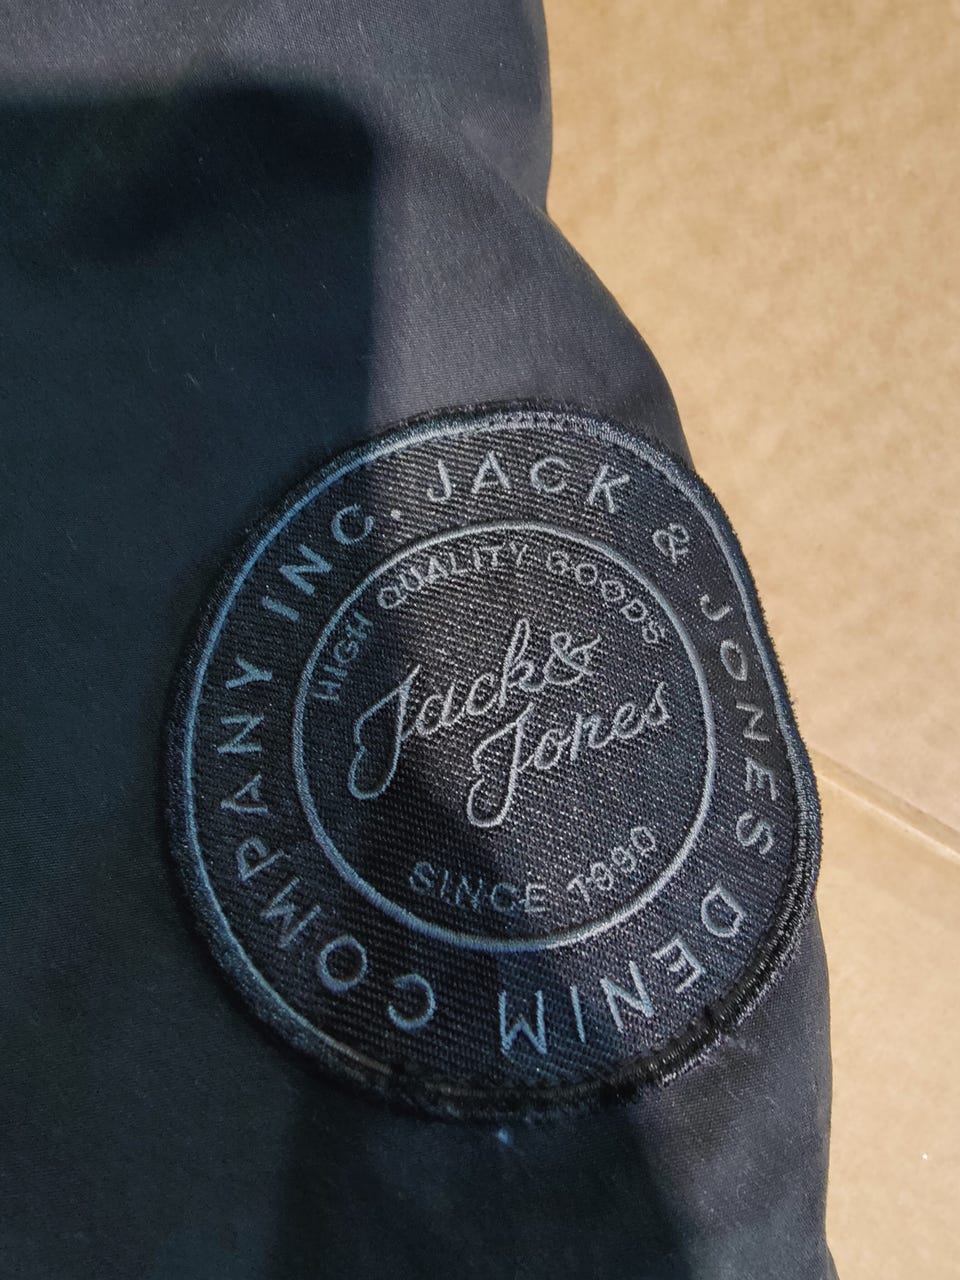 JACK & JONES DENIM COMPANY INC.
HIGH QUALITY GOODS
Jack &
Jones
SINCE 1990